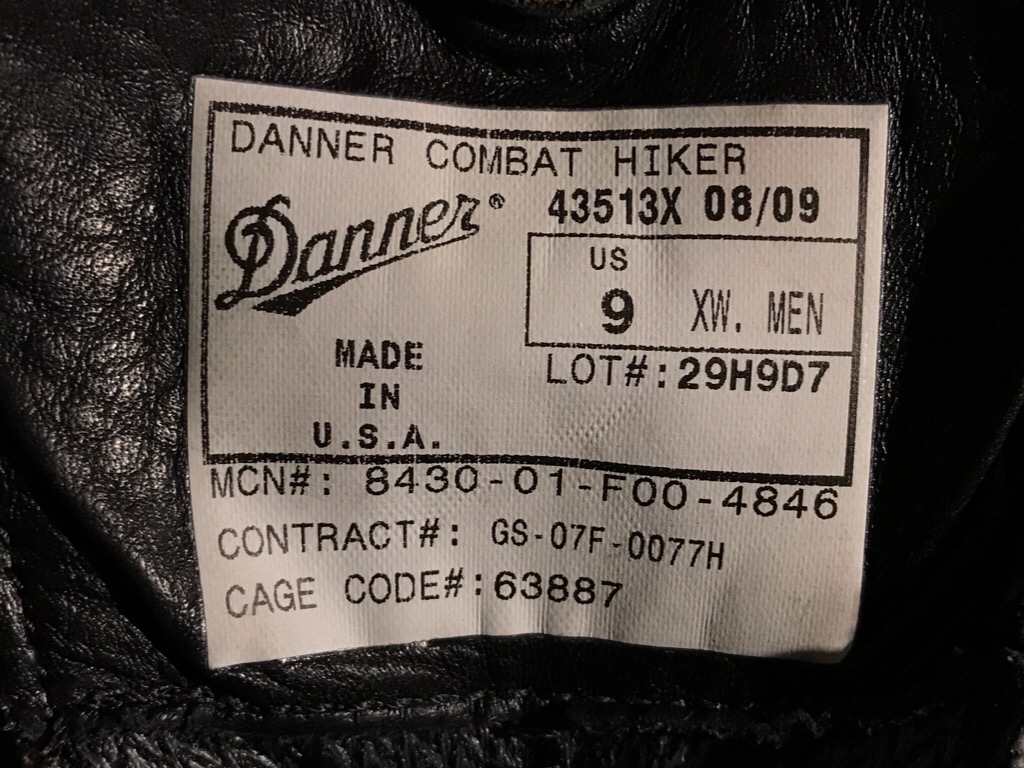 DANNER COMBAT HIKER
Danner® 43513X 08/09
US
9 XW. MEN
MADE
IN
U.S.A.
LOT#: 29H9D7
MCN#: 8430-01-F00-4846
CONTRACT#: GS-07F-0077H
CAGE CODE#: 63887